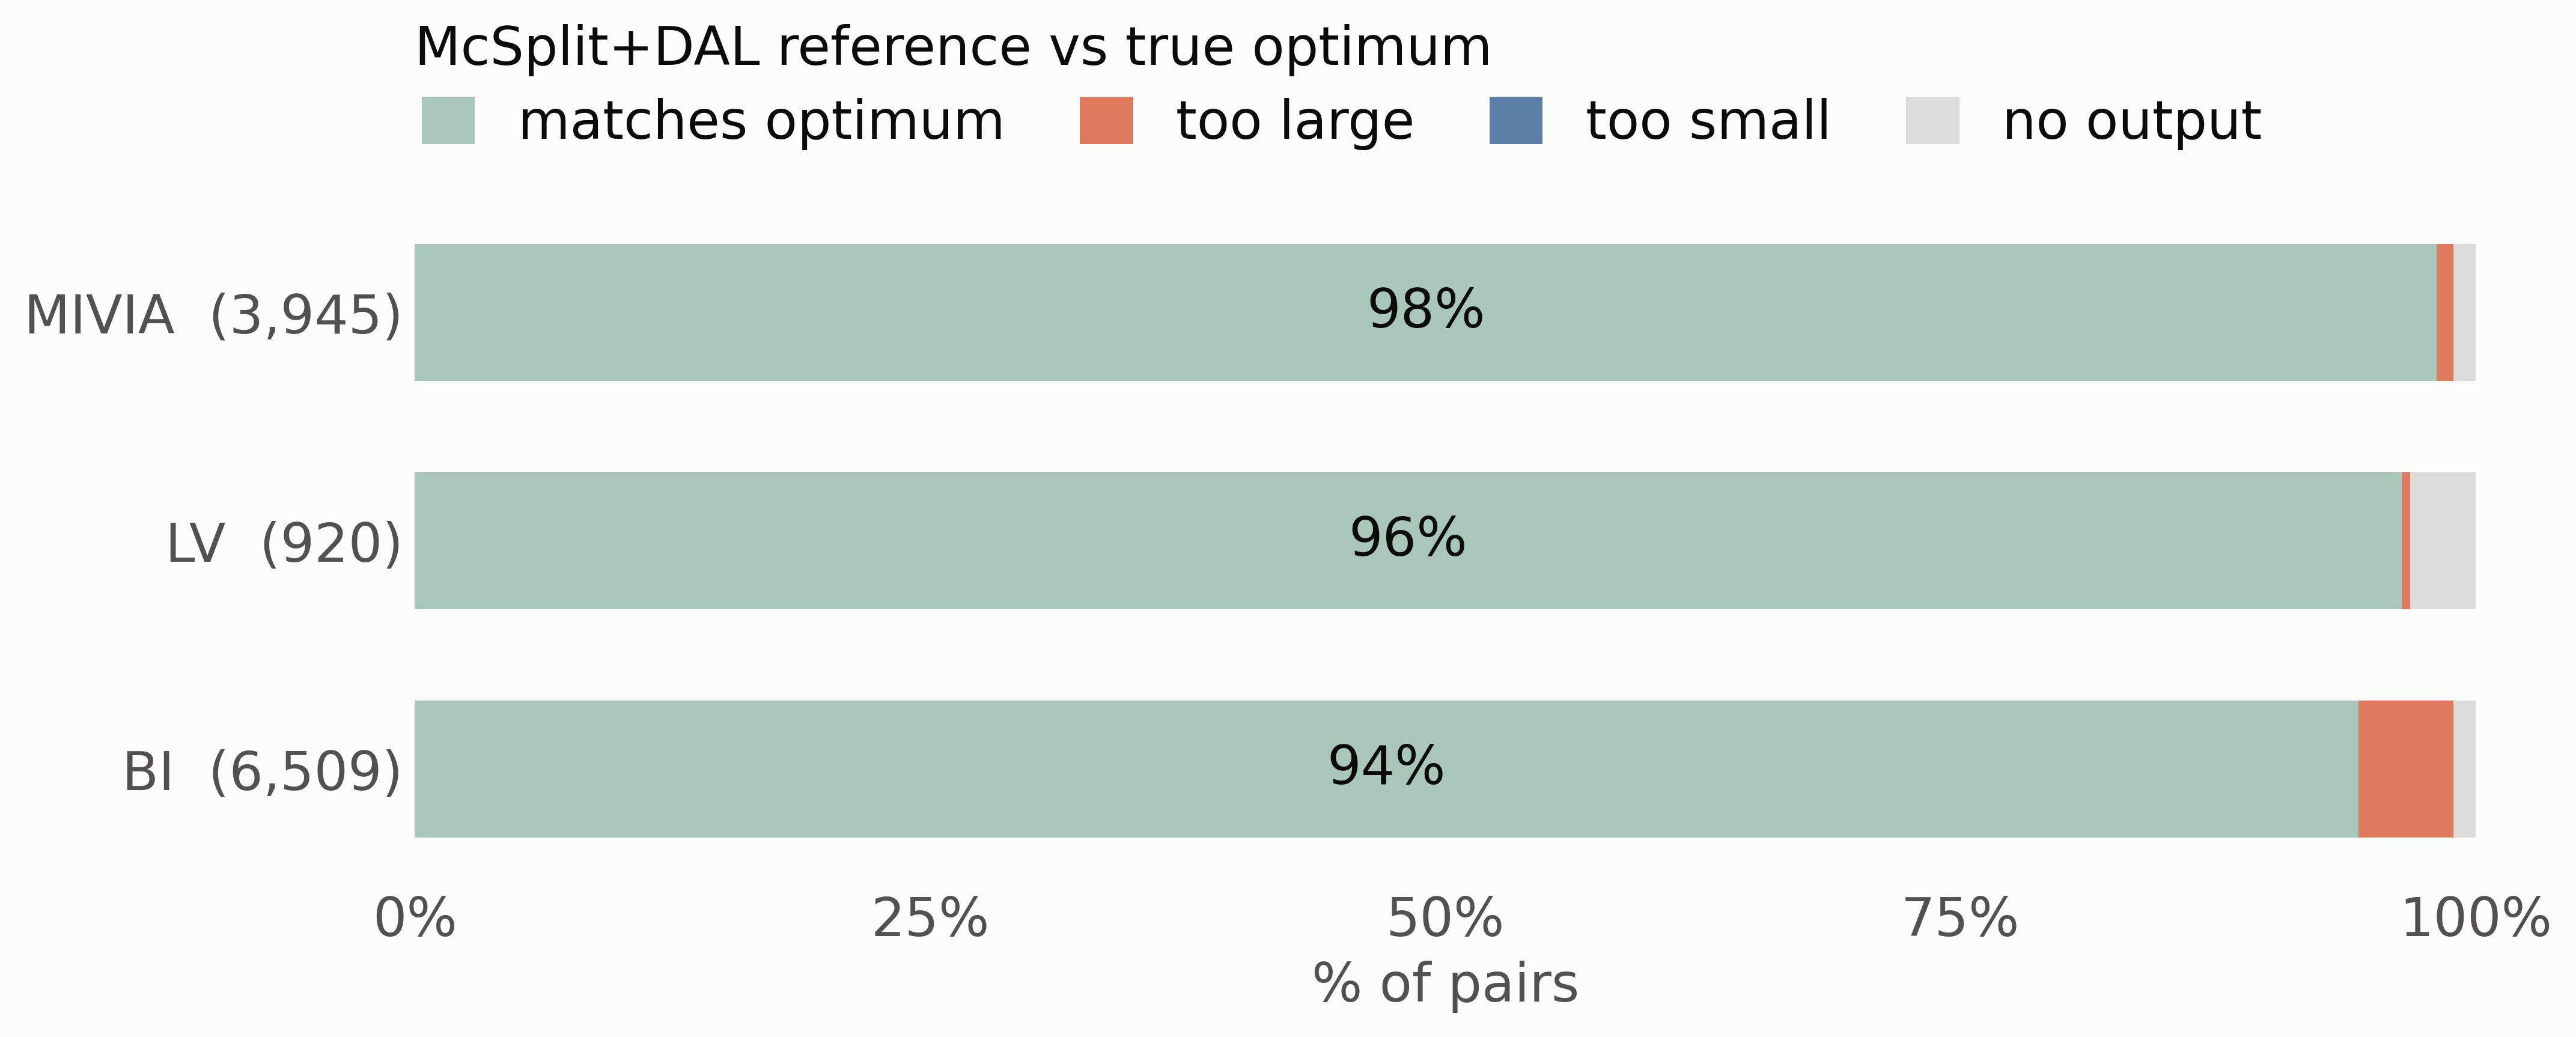 McSplit+DAL reference vs true optimum
matches optimum too large too small no output
MIVIA (3,945)
98%
LV (920)
96%
BI (6,509)
94%
0% 25% 50% 75% 100%
% of pairs